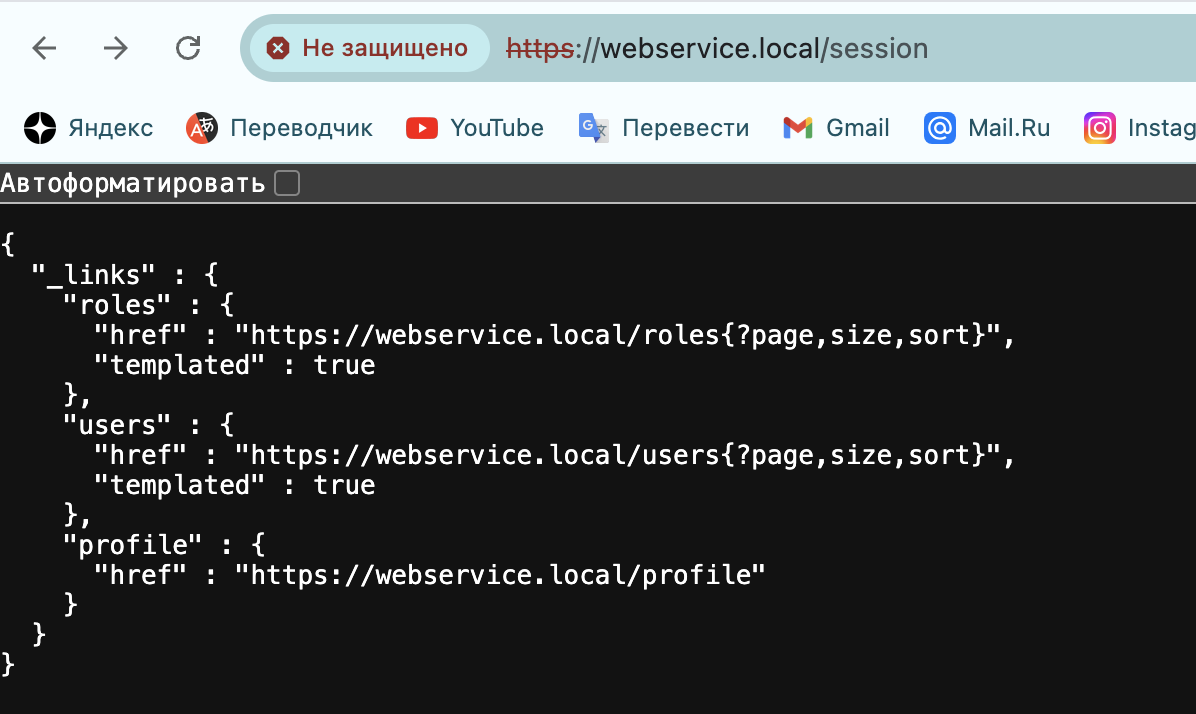 Не защищено https://webservice.local/session
Яндекс Переводчик YouTube Перевести Gmail Mail.Ru Instag
Автоформатировать
{
  "_links" : {
    "roles" : {
      "href" : "https://webservice.local/roles{?page,size,sort}",
      "templated" : true
    },
    "users" : {
      "href" : "https://webservice.local/users{?page,size,sort}",
      "templated" : true
    },
    "profile" : {
      "href" : "https://webservice.local/profile"
    }
  }
}